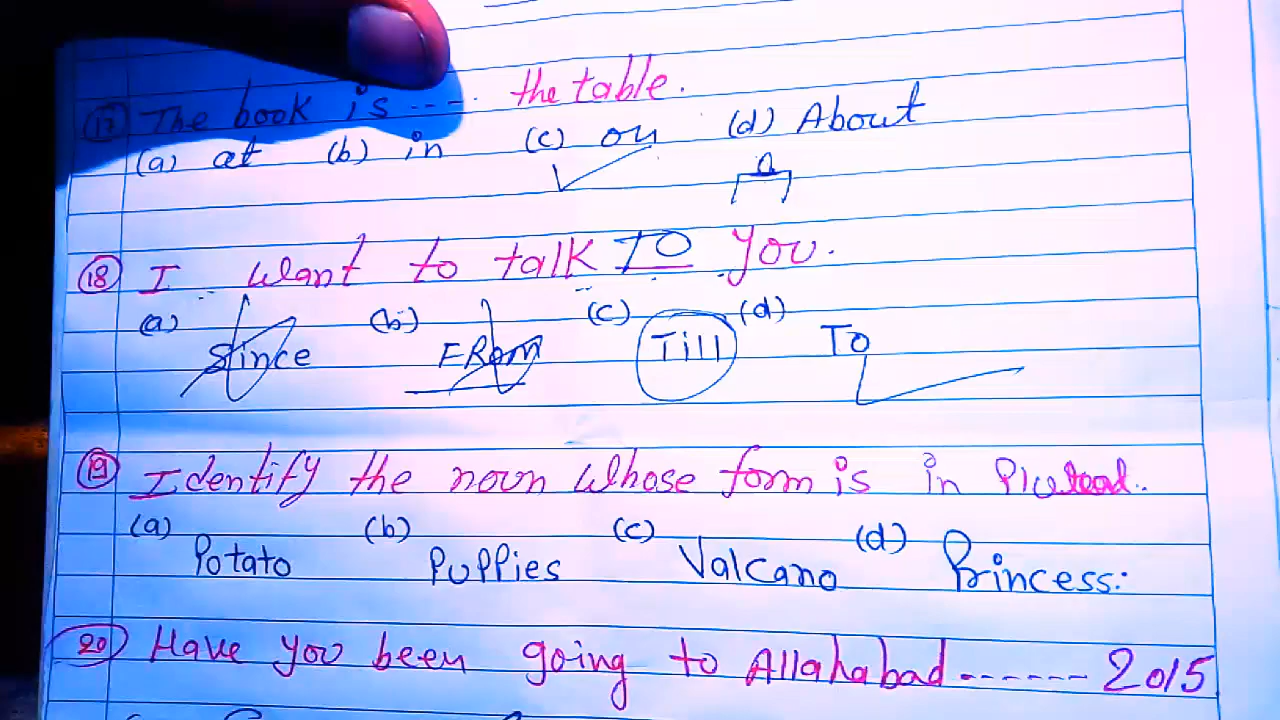 (17) The book is ---- the table.
(a) at (b) in (c) on (d) About
(18) I want to talk TO You.
(a) Since (b) FRom (c) Till (d) To
(19) Identify the noun whose form is in
(a) Potato (b) PUPPies (c) Valcano (d) Princess:
(20) Have you been going to Allahabad ------ 2015